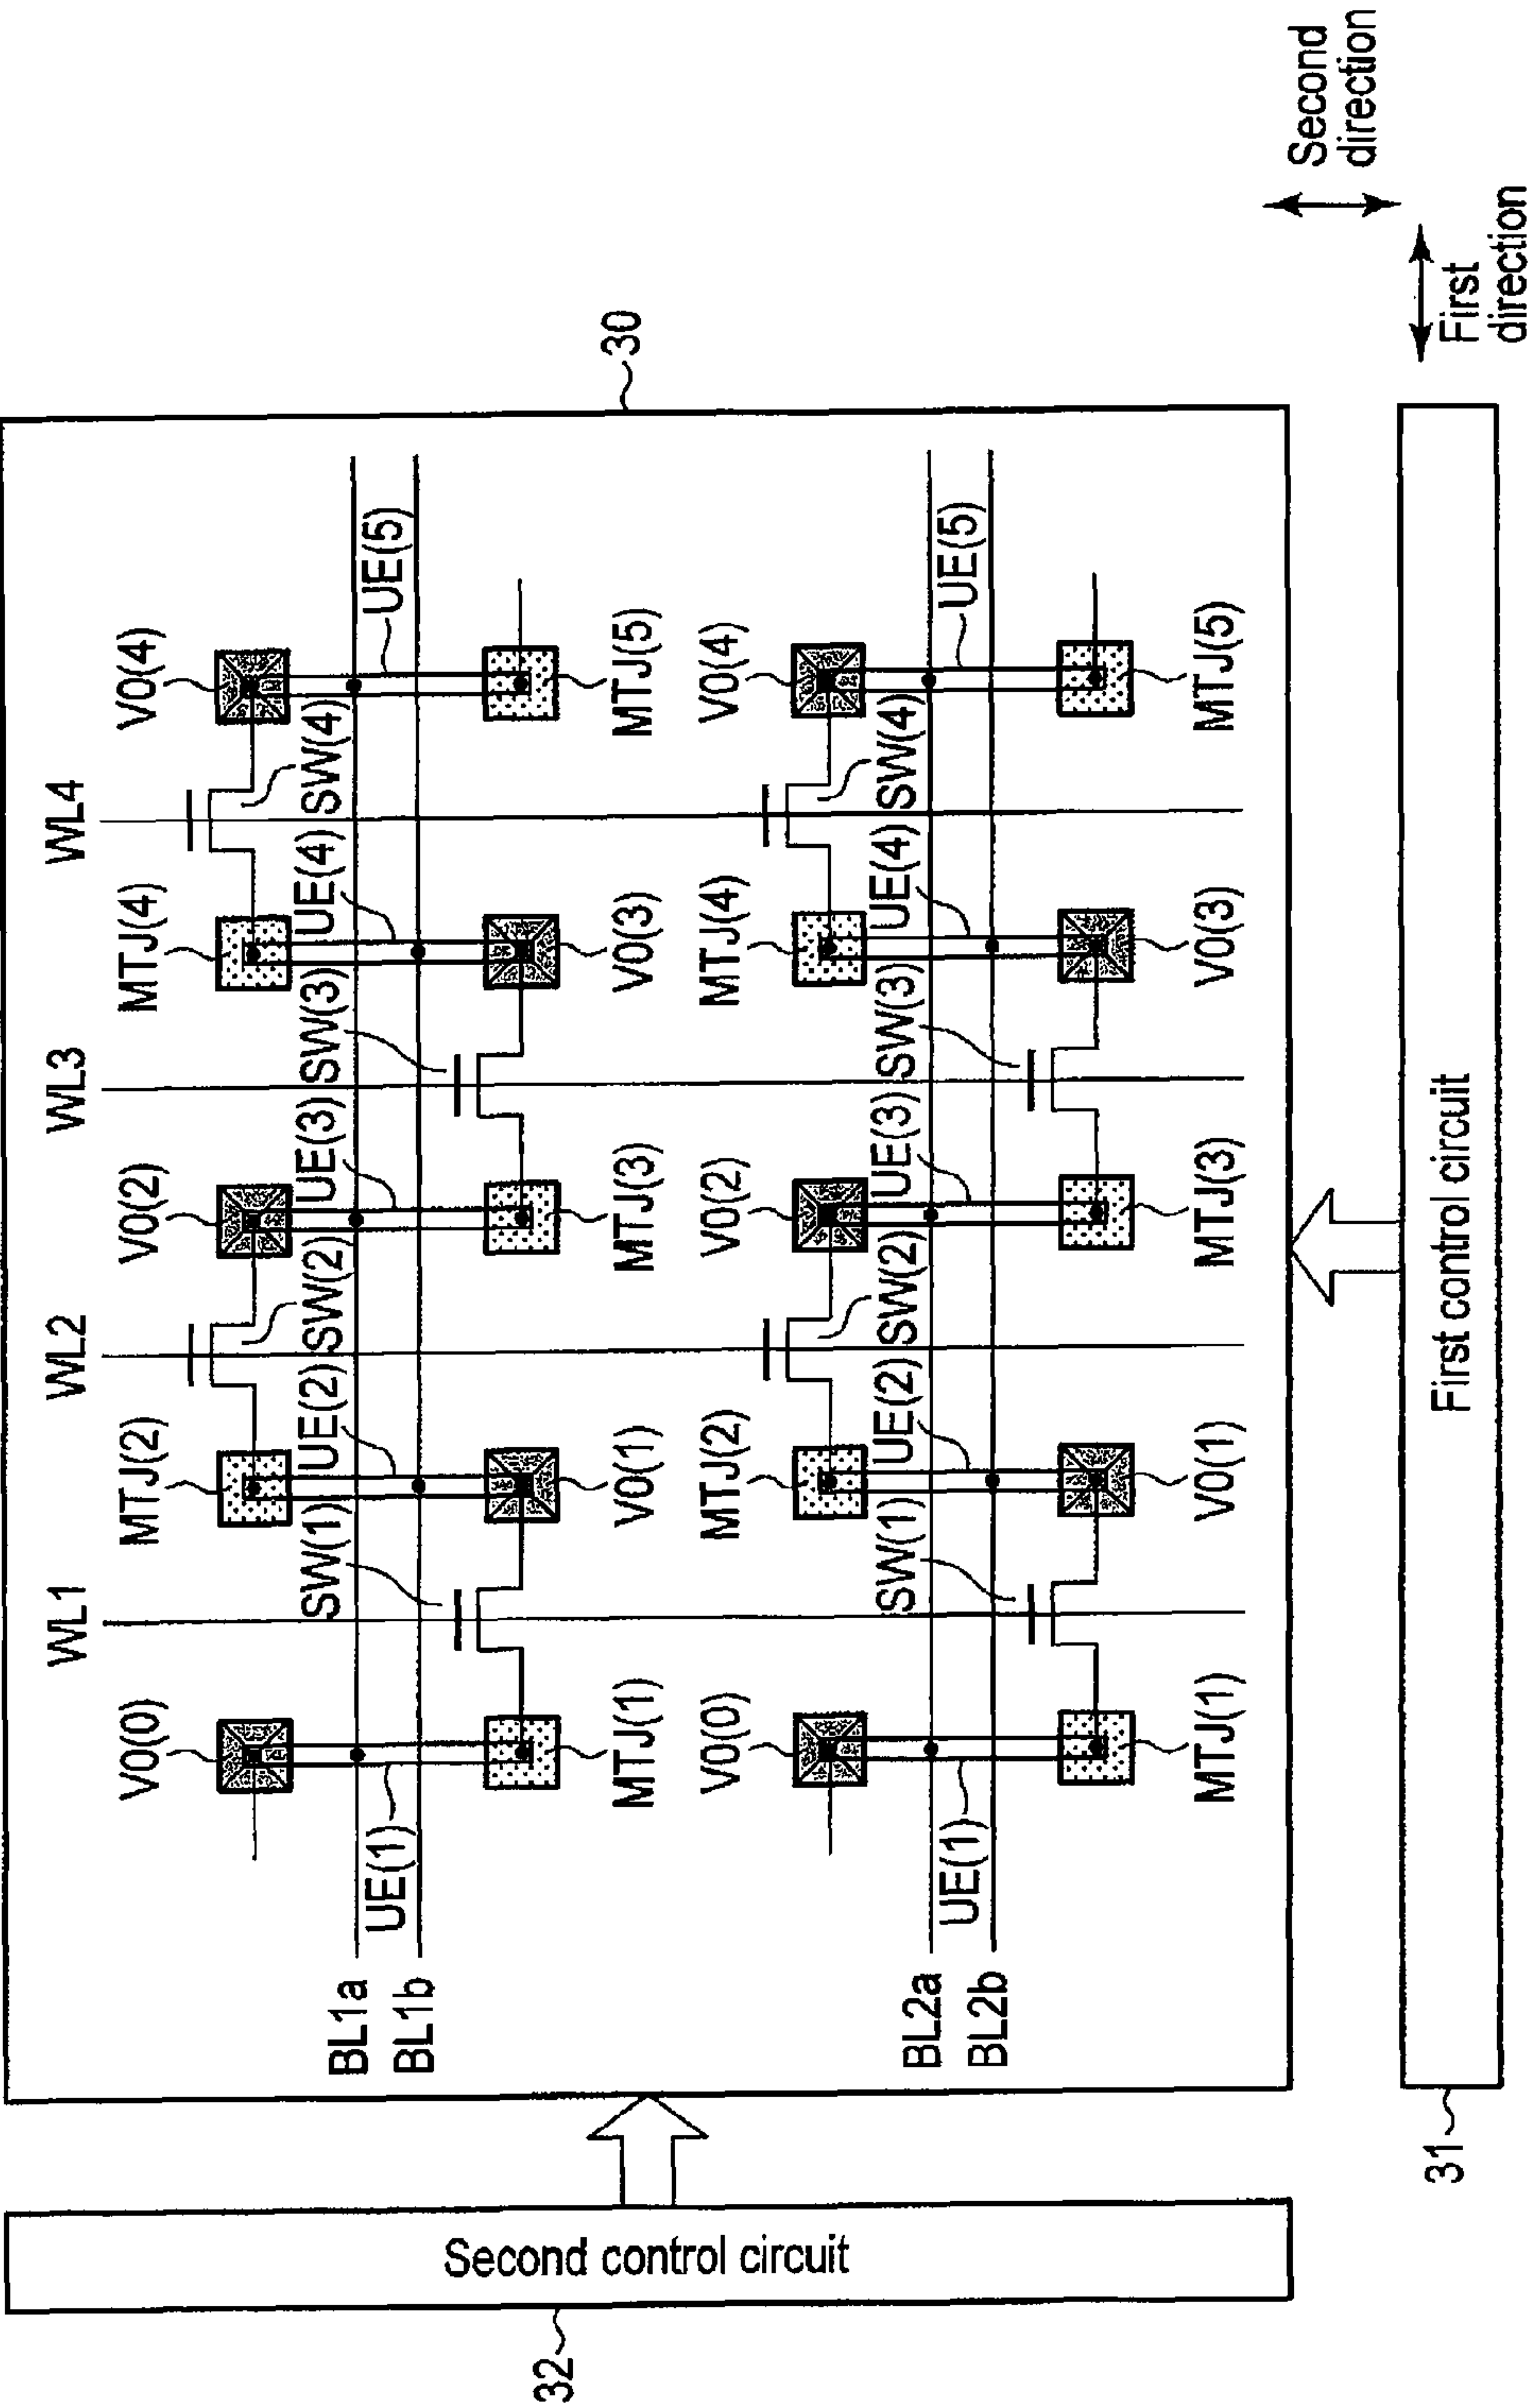 WL1
WL2
WL3
WL4
V0(0)
MTJ(2)
V0(2)
MTJ(4)
V0(4)
SW(1)
UE(2)
SW(2)
UE(3)
SW(3)
UE(4)
SW(4)
BL1a
UE(1)
UE(5)
BL1b
MTJ(1)
V0(1)
MTJ(3)
V0(3)
MTJ(5)
30
32
Second control circuit
V0(0)
MTJ(2)
V0(2)
MTJ(4)
V0(4)
SW(1)
UE(2)
SW(2)
UE(3)
SW(3)
UE(4)
SW(4)
BL2a
UE(1)
UE(5)
BL2b
MTJ(1)
V0(1)
MTJ(3)
V0(3)
MTJ(5)
Second
direction
First
direction
31
First control circuit